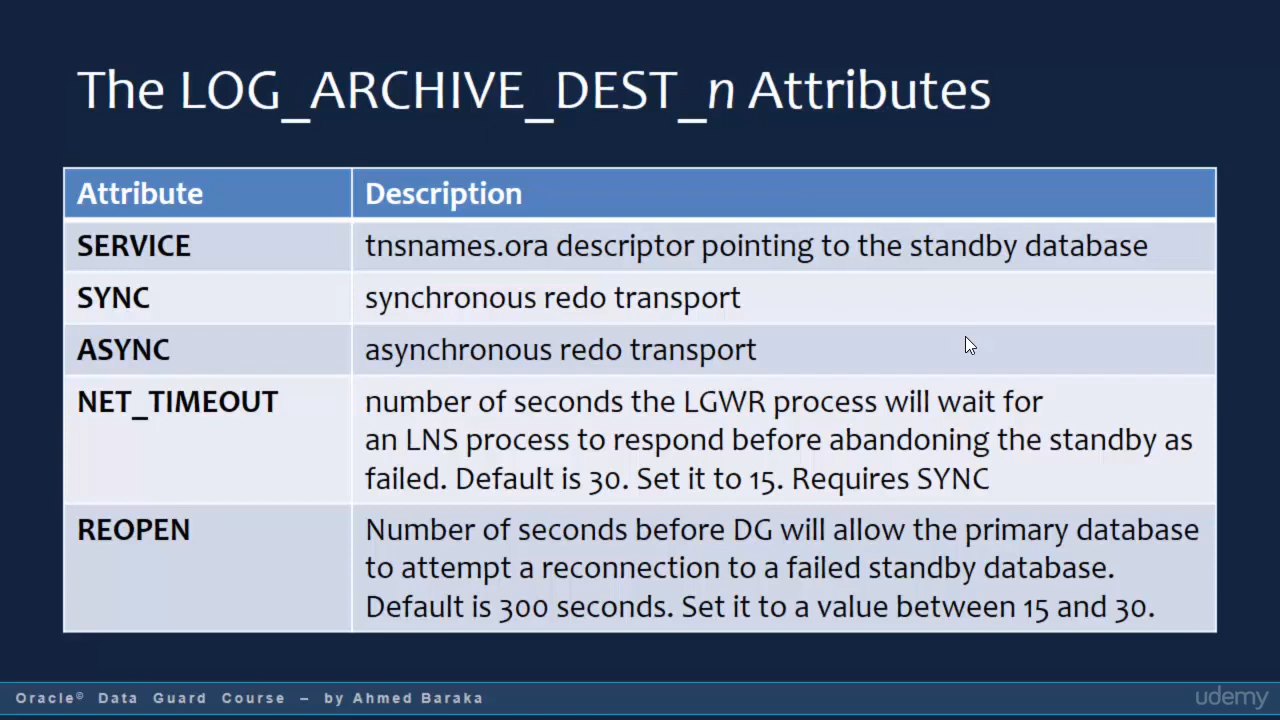 The LOG_ARCHIVE_DEST_n Attributes
Attribute Description
SERVICE tnsnames.ora descriptor pointing to the standby database
SYNC synchronous redo transport
ASYNC asynchronous redo transport
NET_TIMEOUT number of seconds the LGWR process will wait for
an LNS process to respond before abandoning the standby as
failed. Default is 30. Set it to 15. Requires SYNC
REOPEN Number of seconds before DG will allow the primary database
to attempt a reconnection to a failed standby database.
Default is 300 seconds. Set it to a value between 15 and 30.
Oracle© Data Guard Course – by Ahmed Baraka
udemy